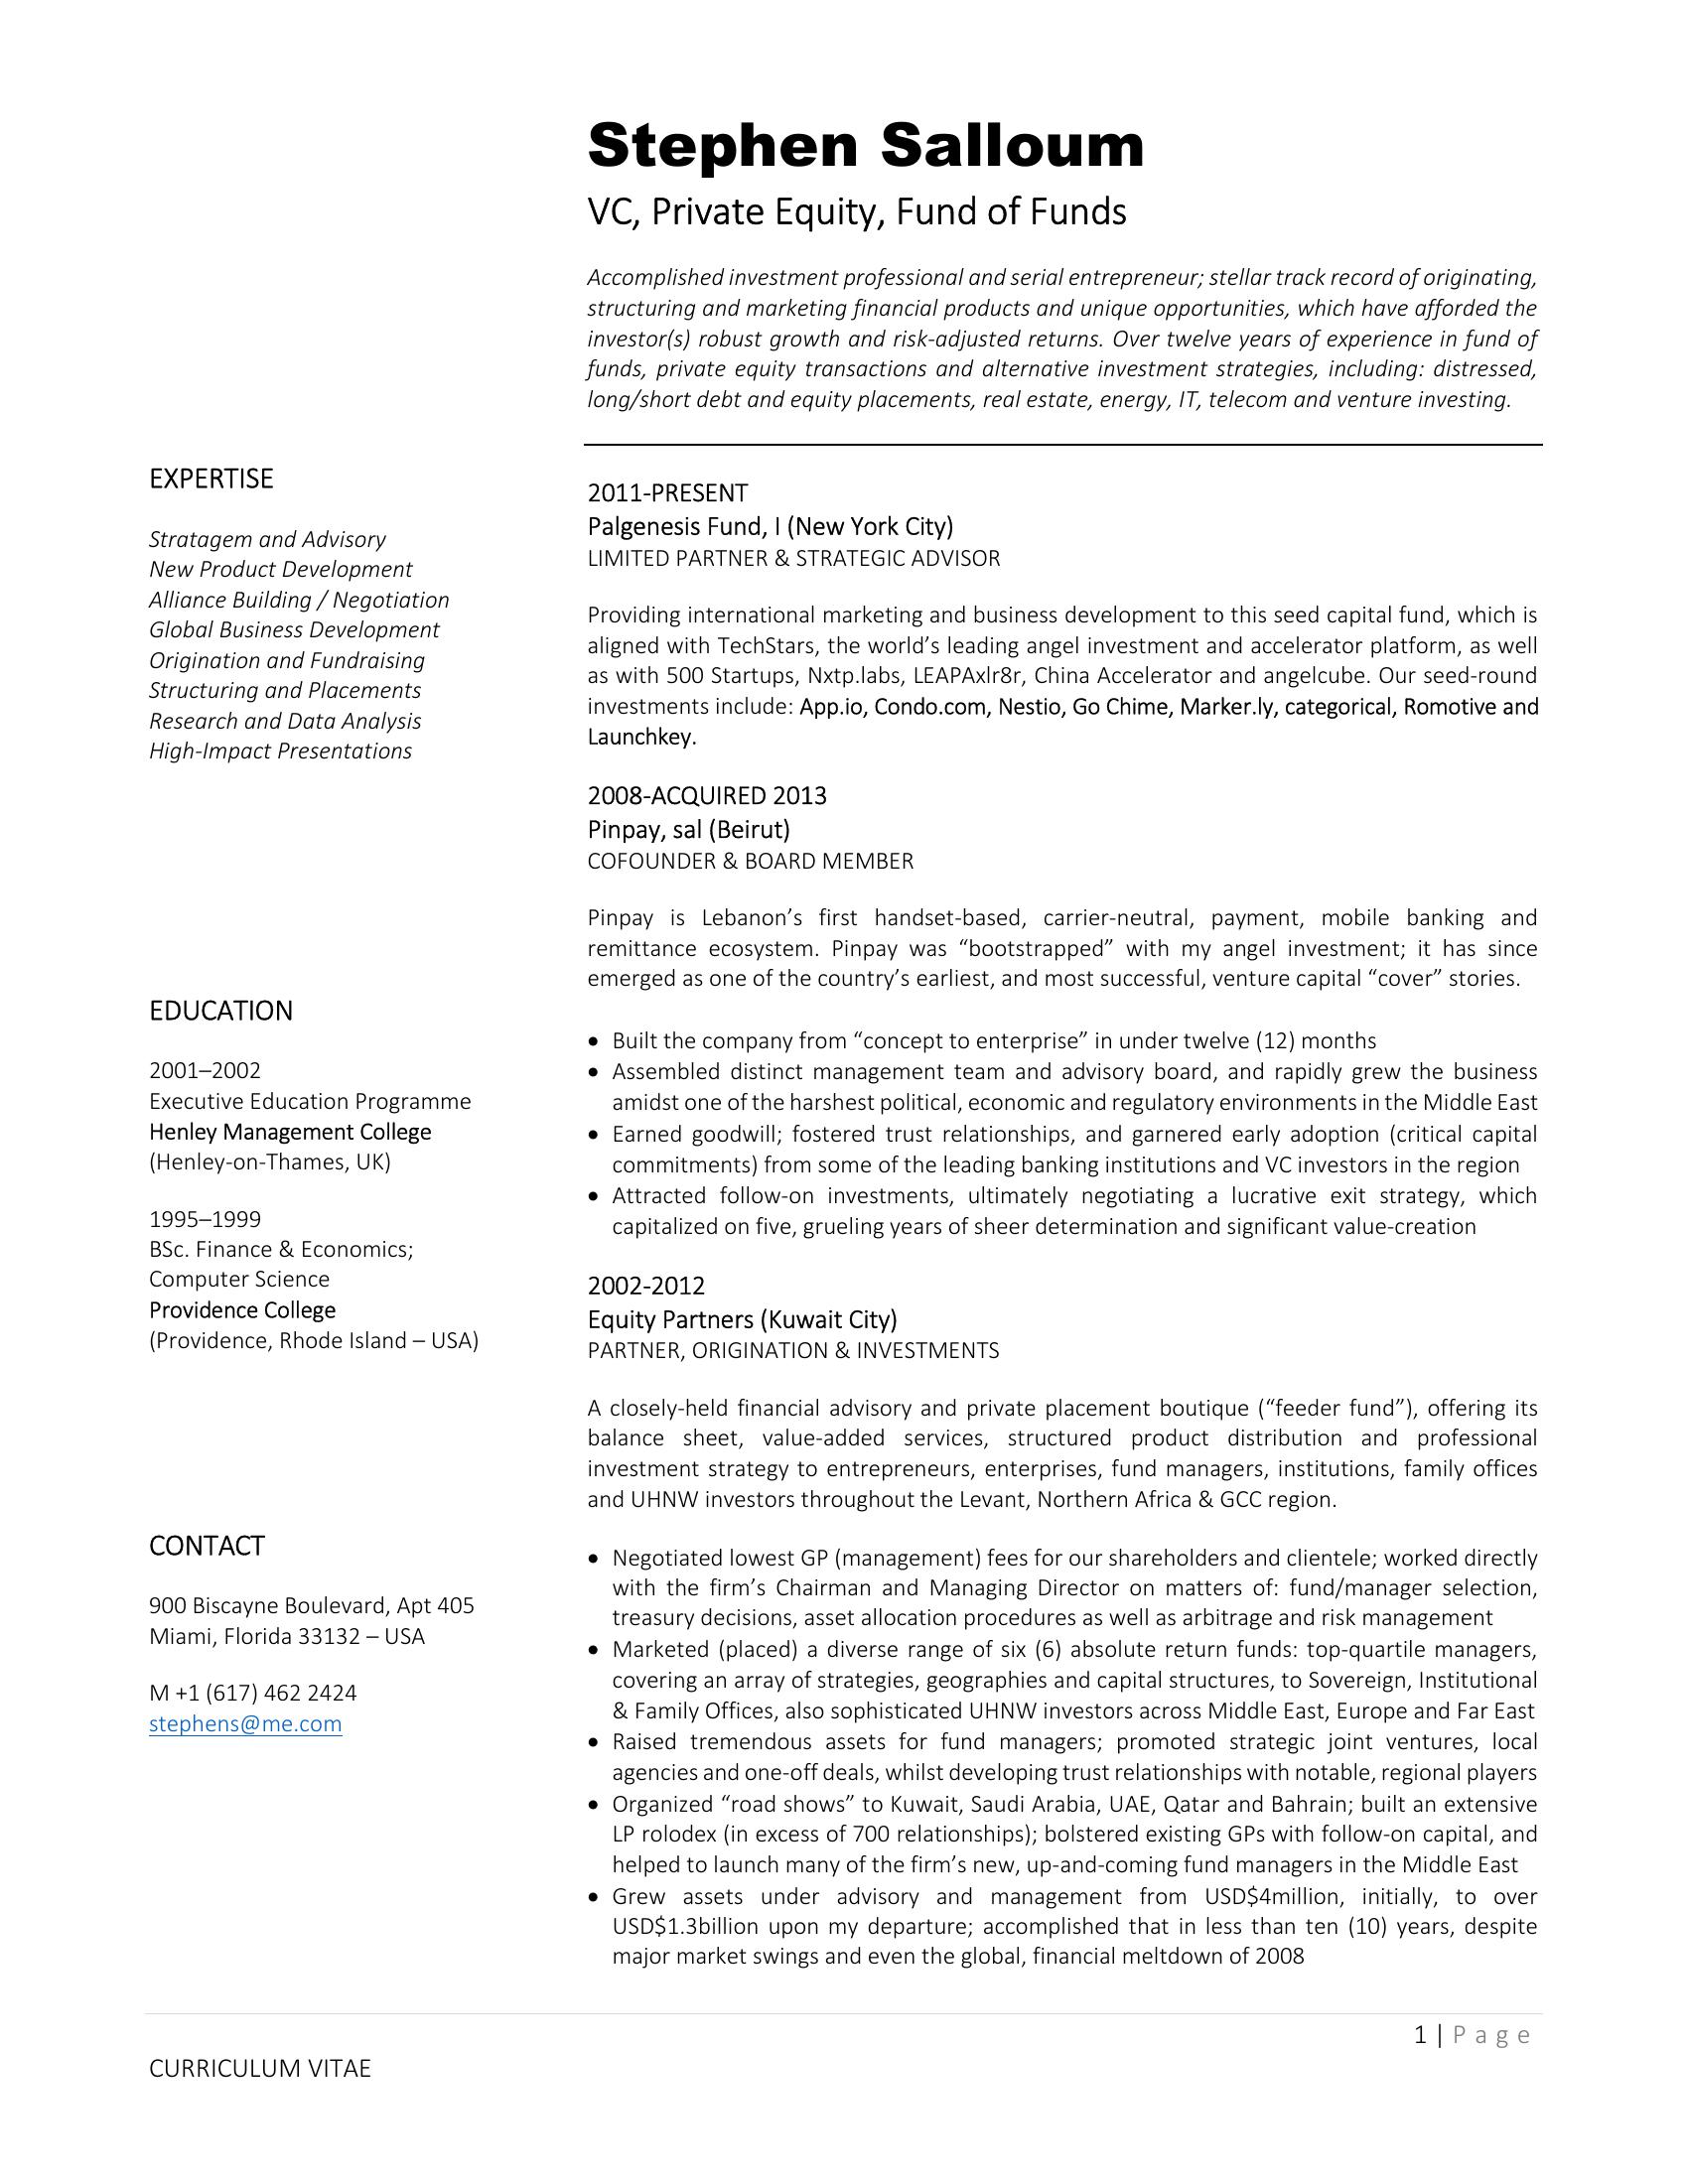 Stephen Salloum
VC, Private Equity, Fund of Funds
Accomplished investment professional and serial entrepreneur; stellar track record of originating,
structuring and marketing financial products and unique opportunities, which have afforded the
investor(s) robust growth and risk-adjusted returns. Over twelve years of experience in fund of
funds, private equity transactions and alternative investment strategies, including: distressed,
long/short debt and equity placements, real estate, energy, IT, telecom and venture investing.
EXPERTISE
Stratagem and Advisory
New Product Development
Alliance Building / Negotiation
Global Business Development
Origination and Fundraising
Structuring and Placements
Research and Data Analysis
High-Impact Presentations
EDUCATION
2001–2002
Executive Education Programme
Henley Management College
(Henley-on-Thames, UK)
1995–1999
BSc. Finance & Economics;
Computer Science
Providence College
(Providence, Rhode Island – USA)
CONTACT
900 Biscayne Boulevard, Apt 405
Miami, Florida 33132 – USA
M +1 (617) 462 2424
stephens@me.com
2011-PRESENT
Palgenesis Fund, I (New York City)
LIMITED PARTNER & STRATEGIC ADVISOR
Providing international marketing and business development to this seed capital fund, which is
aligned with TechStars, the world’s leading angel investment and accelerator platform, as well
as with 500 Startups, Nxtp.labs, LEAPAxlr8r, China Accelerator and angelcube. Our seed-round
investments include: App.io, Condo.com, Nestio, Go Chime, Marker.ly, categorical, Romotive and
Launchkey.
2008-ACQUIRED 2013
Pinpay, sal (Beirut)
COFOUNDER & BOARD MEMBER
Pinpay is Lebanon’s first handset-based, carrier-neutral, payment, mobile banking and
remittance ecosystem. Pinpay was “bootstrapped” with my angel investment; it has since
emerged as one of the country’s earliest, and most successful, venture capital “cover” stories.
• Built the company from “concept to enterprise” in under twelve (12) months
• Assembled distinct management team and advisory board, and rapidly grew the business
amidst one of the harshest political, economic and regulatory environments in the Middle East
• Earned goodwill; fostered trust relationships, and garnered early adoption (critical capital
commitments) from some of the leading banking institutions and VC investors in the region
• Attracted follow-on investments, ultimately negotiating a lucrative exit strategy, which
capitalized on five, grueling years of sheer determination and significant value-creation
2002-2012
Equity Partners (Kuwait City)
PARTNER, ORIGINATION & INVESTMENTS
A closely-held financial advisory and private placement boutique (“feeder fund”), offering its
balance sheet, value-added services, structured product distribution and professional
investment strategy to entrepreneurs, enterprises, fund managers, institutions, family offices
and UHNW investors throughout the Levant, Northern Africa & GCC region.
• Negotiated lowest GP (management) fees for our shareholders and clientele; worked directly
with the firm’s Chairman and Managing Director on matters of: fund/manager selection,
treasury decisions, asset allocation procedures as well as arbitrage and risk management
• Marketed (placed) a diverse range of six (6) absolute return funds: top-quartile managers,
covering an array of strategies, geographies and capital structures, to Sovereign, Institutional
& Family Offices, also sophisticated UHNW investors across Middle East, Europe and Far East
• Raised tremendous assets for fund managers; promoted strategic joint ventures, local
agencies and one-off deals, whilst developing trust relationships with notable, regional players
• Organized “road shows” to Kuwait, Saudi Arabia, UAE, Qatar and Bahrain; built an extensive
LP rolodex (in excess of 700 relationships); bolstered existing GPs with follow-on capital, and
helped to launch many of the firm’s new, up-and-coming fund managers in the Middle East
• Grew assets under advisory and management from USD$4million, initially, to over
USD$1.3billion upon my departure; accomplished that in less than ten (10) years, despite
major market swings and even the global, financial meltdown of 2008
1 | Page
CURRICULUM VITAE